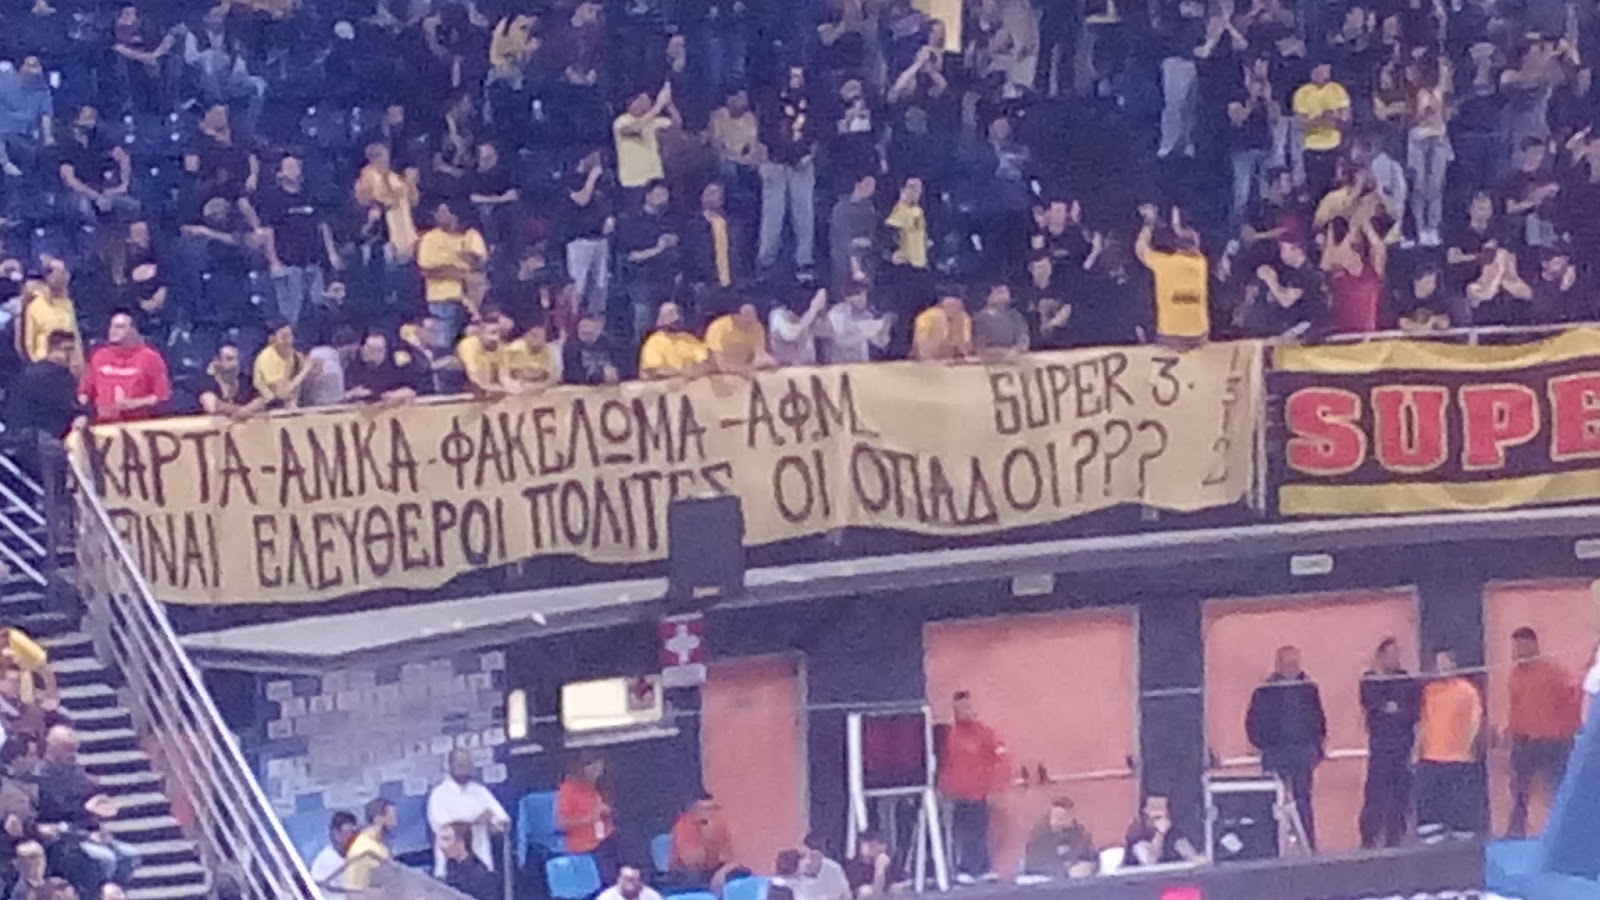 ΚΑΡΤΑ-ΑΜΚΑ-ΦΑΚΕΛΩΜΑ-ΑΦΜ
ΕΙΝΑΙ ΕΛΕΥΘΕΡΟΙ ΠΟΛΙΤΕΣ ΟΙ ΟΠΑΔΟΙ???
SUPER 3.
SUPE